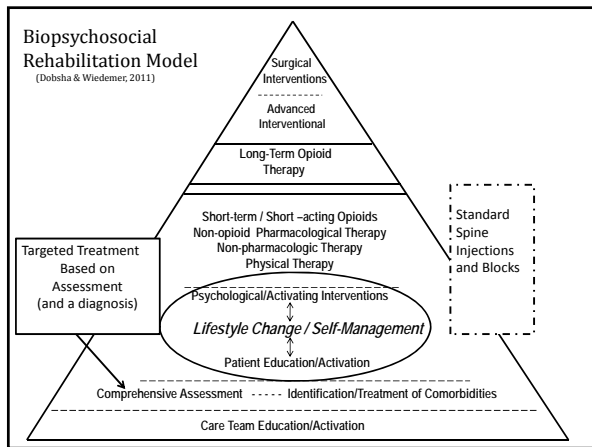 Biopsychosocial
Rehabilitation Model
(Dobsha & Wiedemer, 2011)
Surgical
Interventions
Advanced
Interventional
Long-Term Opioid
Therapy
Short-term / Short –acting Opioids
Non-opioid Pharmacological Therapy
Non-pharmacologic Therapy
Physical Therapy
Standard
Spine
Injections
and Blocks
Targeted Treatment
Based on
Assessment
(and a diagnosis)
Psychological/Activating Interventions
Lifestyle Change / Self-Management
Patient Education/Activation
Comprehensive Assessment ----- Identification/Treatment of Comorbidities
Care Team Education/Activation